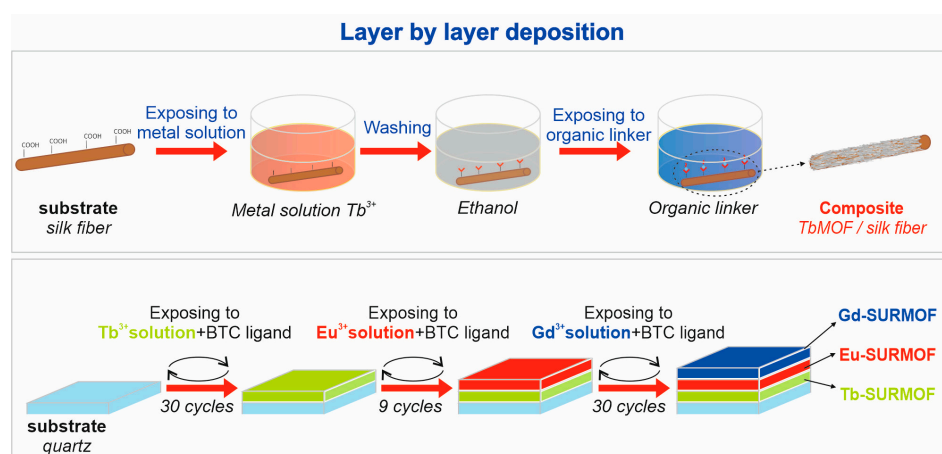 Layer by layer deposition
COOH
COOH
COOH
COOH
Exposing to
metal solution
Washing
Exposing to
organic linker
substrate
silk fiber
Metal solution Tb³⁺
Ethanol
Organic linker
Composite
TbMOF / silk fiber
Exposing to
Tb³⁺solution+BTC ligand
Exposing to
Eu³⁺solution+BTC ligand
Exposing to
Gd³⁺solution+BTC ligand
30 cycles
9 cycles
30 cycles
substrate
quartz
Gd-SURMOF
Eu-SURMOF
Tb-SURMOF